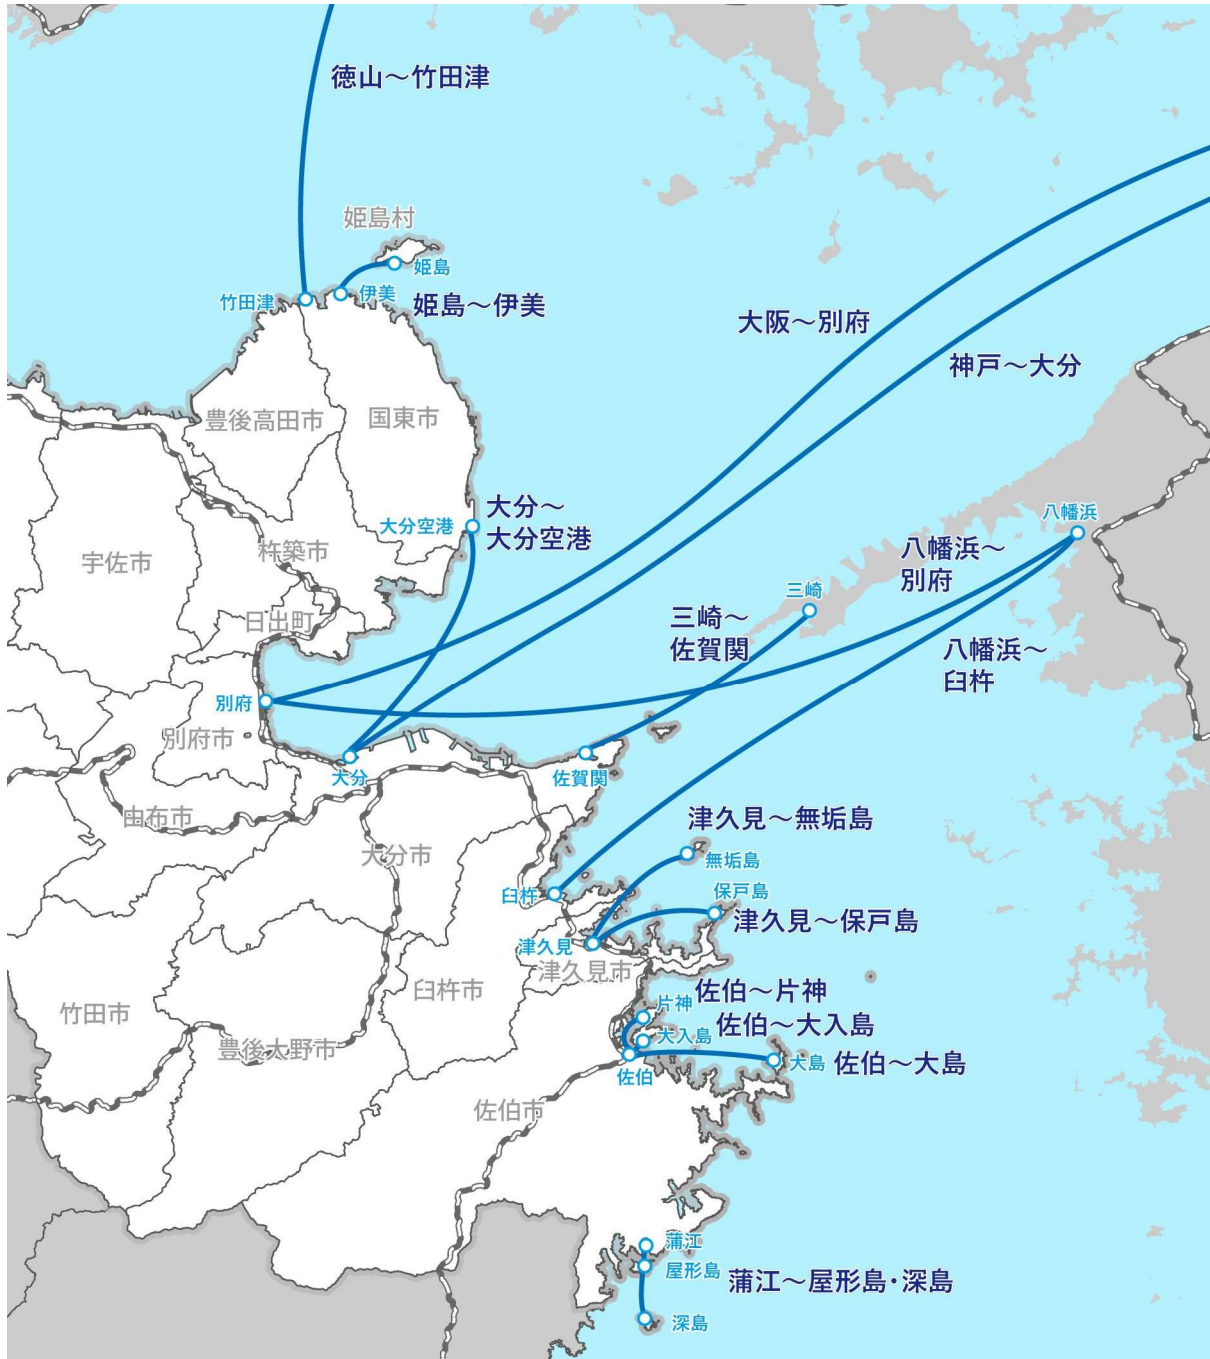 徳山～竹田津
姫島村
姫島
竹田津
伊美
姫島～伊美
大阪～別府
神戸～大分
豊後高田市
国東市
大分空港
大分～
大分空港
八幡浜
宇佐市
杵築市
八幡浜～
別府
三崎
日出町
三崎～
佐賀関
八幡浜～
臼杵
別府
別府市
大分
佐賀関
由布市
大分市
津久見～無垢島
無垢島
臼杵
保戸島
津久見～保戸島
津久見
津久見市
臼杵市
佐伯～片神
片神
竹田市
佐伯～大入島
大入島
豊後大野市
佐伯
大島
佐伯～大島
佐伯市
蒲江
屋形島
蒲江～屋形島・深島
深島